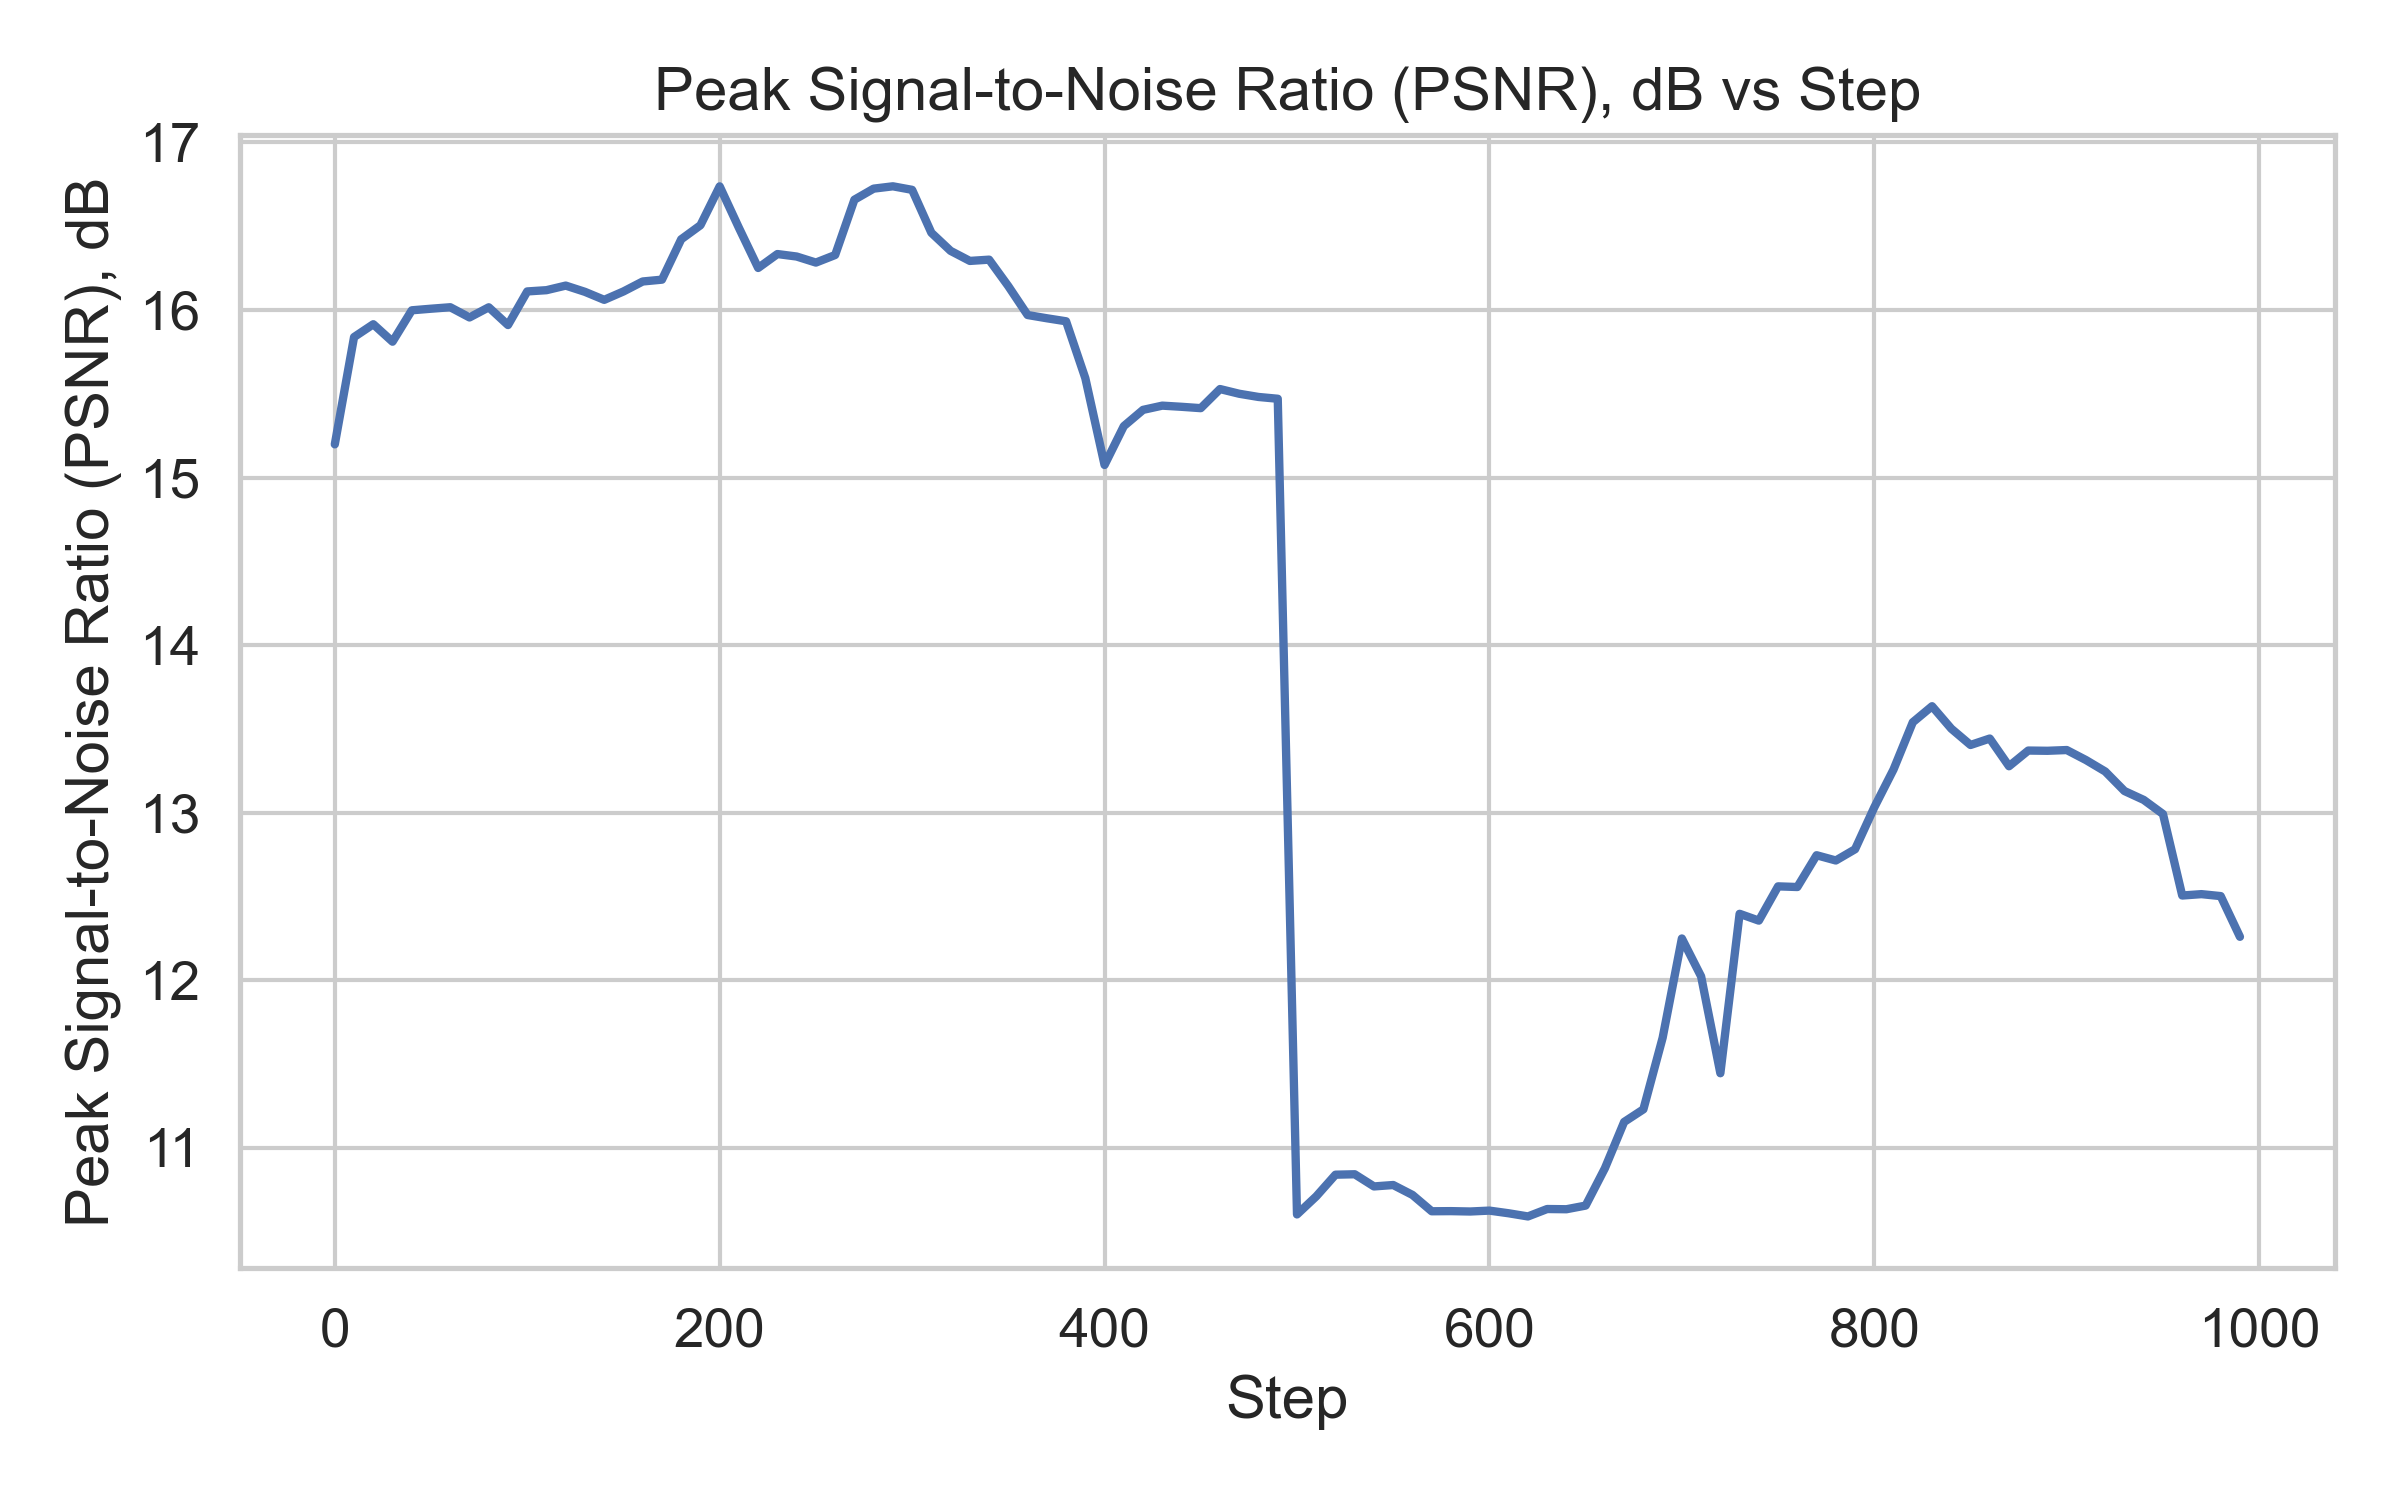 Peak Signal-to-Noise Ratio (PSNR), dB vs Step
Peak Signal-to-Noise Ratio (PSNR), dB
17
16
15
14
13
12
11
0 200 400 600 800 1000
Step